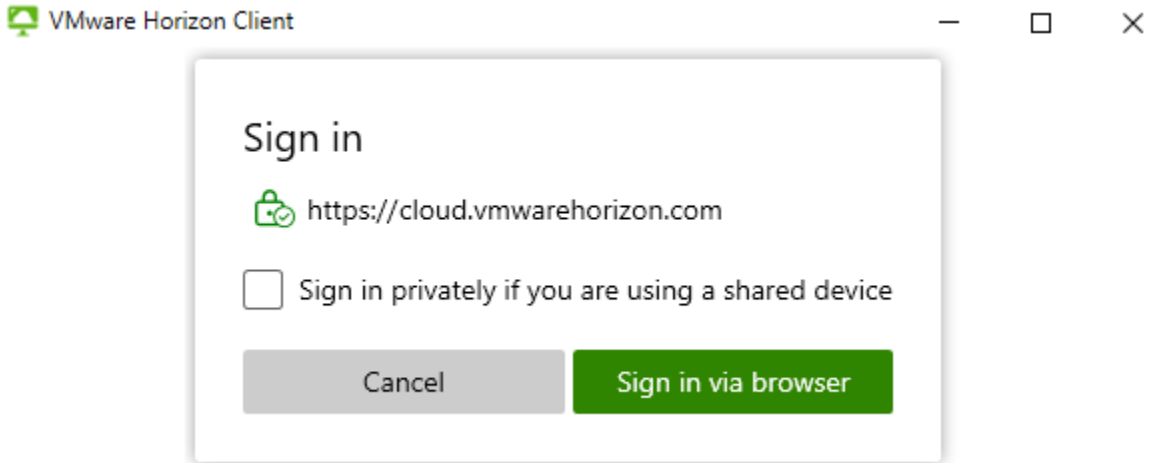 VMware Horizon Client
Sign in
https://cloud.vmwarehorizon.com
Sign in privately if you are using a shared device
Cancel
Sign in via browser